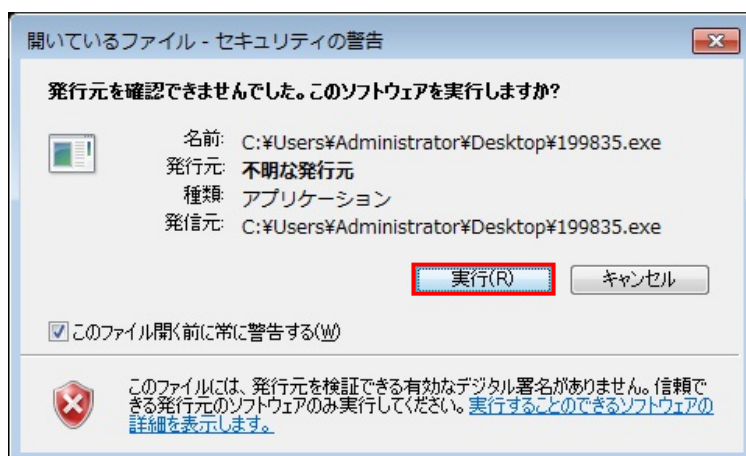 開いているファイル - セキュリティの警告
発行元を確認できませんでした。このソフトウェアを実行しますか?
名前: C:¥Users¥Administrator¥Desktop¥199835.exe
発行元: 不明な発行元
種類: アプリケーション
発信元: C:¥Users¥Administrator¥Desktop¥199835.exe
実行(R) キャンセル
このファイル開く前に常に警告する(W)
このファイルには、発行元を検証できる有効なデジタル署名がありません。信頼で
きる発行元のソフトウェアのみ実行してください。実行することのできるソフトウェアの
詳細を表示します。